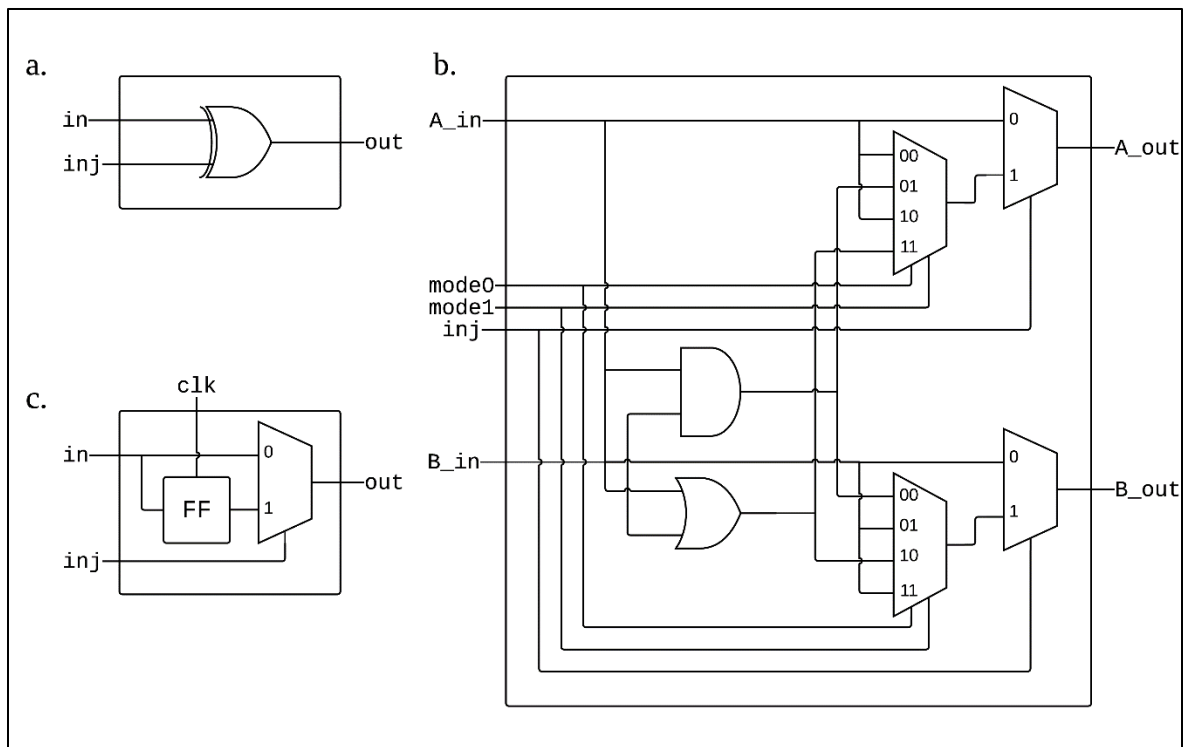 a.
in
inj
out
b.
A_in
0
1
A_out
00
01
10
11
mode0
mode1
inj
B_in
0
1
B_out
00
01
10
11
c.
clk
in
FF
0
1
out
inj